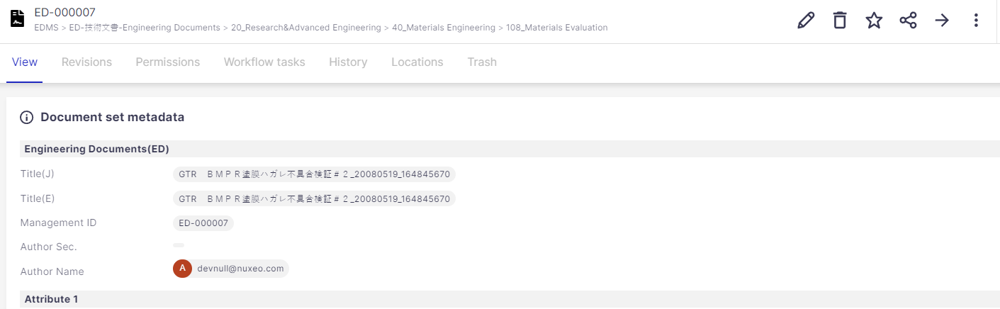 ED-000007
EDMS > ED-技術文書-Engineering Documents > 20_Research&Advanced Engineering > 40_Materials Engineering > 108_Materials Evaluation
View Revisions Permissions Workflow tasks History Locations Trash
Document set metadata
Engineering Documents(ED)
Title(J) GTR　ＢＭＰＲ塗膜ハガレ不具合検証＃２_20080519_164845670
Title(E) GTR　ＢＭＰＲ塗膜ハガレ不具合検証＃２_20080519_164845670
Management ID ED-000007
Author Sec.
Author Name A devnull@nuxeo.com
Attribute 1